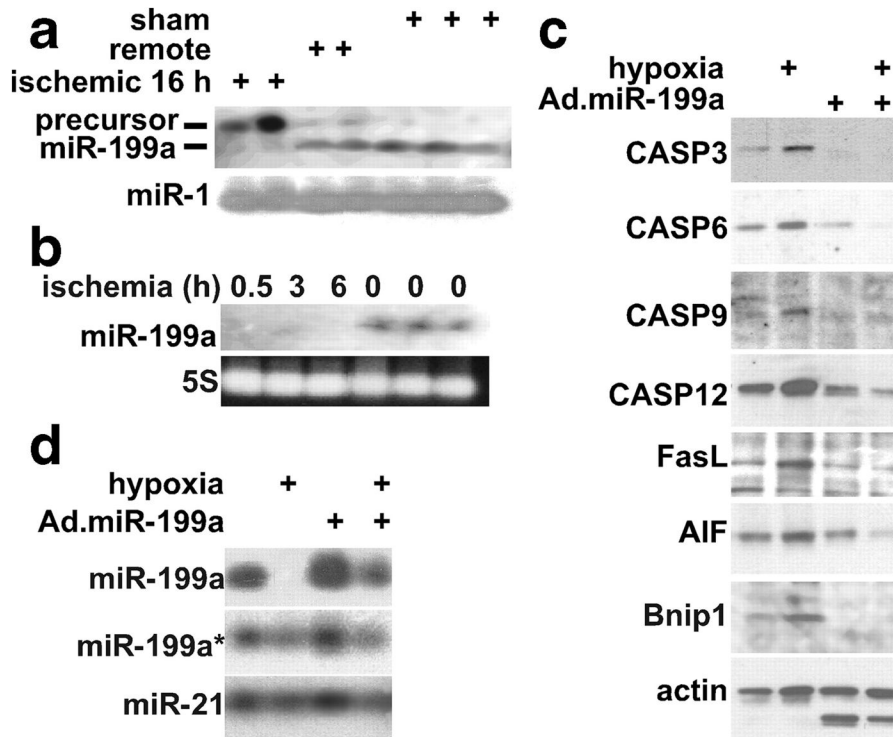 a
sham + + +
remote + +
ischemic 16 h + +
precursor
miR-199a
miR-1
b
ischemia (h) 0.5 3 6 0 0 0
miR-199a
5S
c
hypoxia + +
Ad.miR-199a + +
CASP3
CASP6
CASP9
CASP12
FasL
AIF
Bnip1
actin
d
hypoxia + +
Ad.miR-199a + +
miR-199a
miR-199a*
miR-21